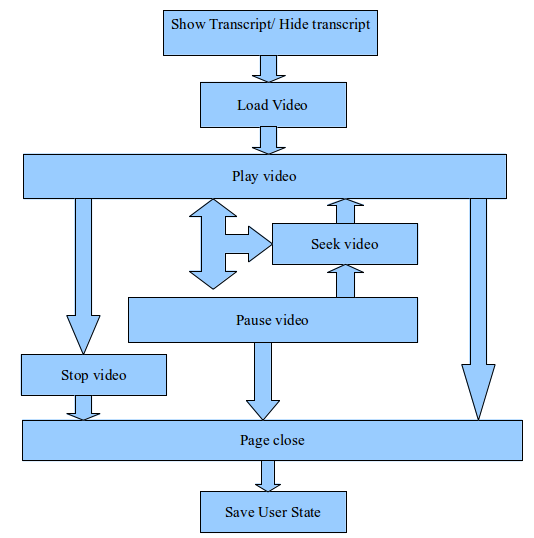 Show Transcript/ Hide transcript
Load Video
Play video
Seek video
Pause video
Stop video
Page close
Save User State